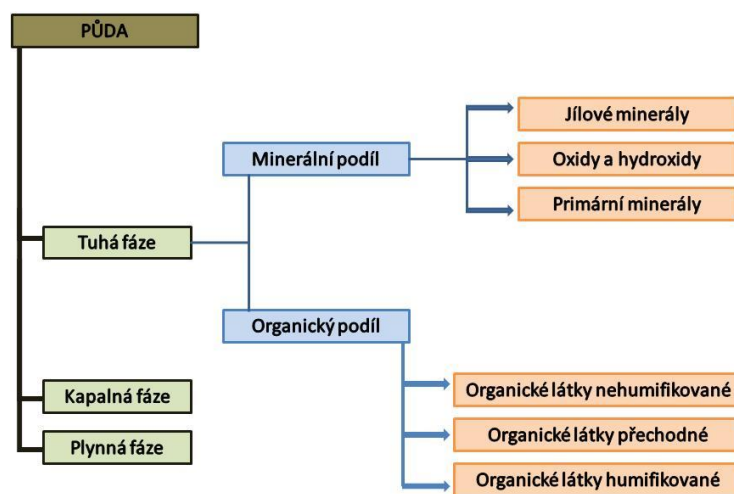 PŮDA
Jílové minerály
Minerální podíl
Oxidy a hydroxidy
Primární minerály
Tuhá fáze
Organický podíl
Kapalná fáze
Organické látky nehumifikované
Organické látky přechodné
Plynná fáze
Organické látky humifikované